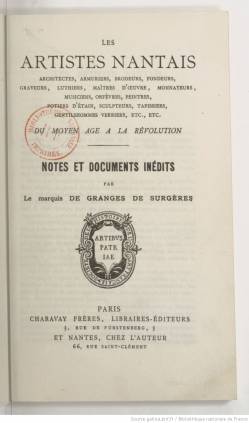 LES
ARTISTES NANTAIS
ARCHITECTES, ARMURIERS, BRODEURS, FONDEURS,
GRAVEURS, LUTHIERS, MAÎTRES D'ŒUVRE, MONNAYEURS,
MUSICIENS, ORFÈVRES, PEINTRES,
POTIERS D'ÉTAIN, SCULPTEURS, TAPISSIERS,
GENTILSHOMMES VERRIERS, ETC., ETC.
DU MOYEN AGE A LA RÉVOLUTION
NOTES ET DOCUMENTS INÉDITS
PAR
Le marquis DE GRANGES DE SURGÈRES
ARTIBUS
PATR
IAE
PARIS
CHARAVAY FRÈRES, LIBRAIRES-ÉDITEURS
3, RUE DE FURSTENBERG, 3
ET NANTES, CHEZ L'AUTEUR
66, RUE SAINT-CLÉMENT
Source gallica.bnf.fr / Bibliothèque nationale de France